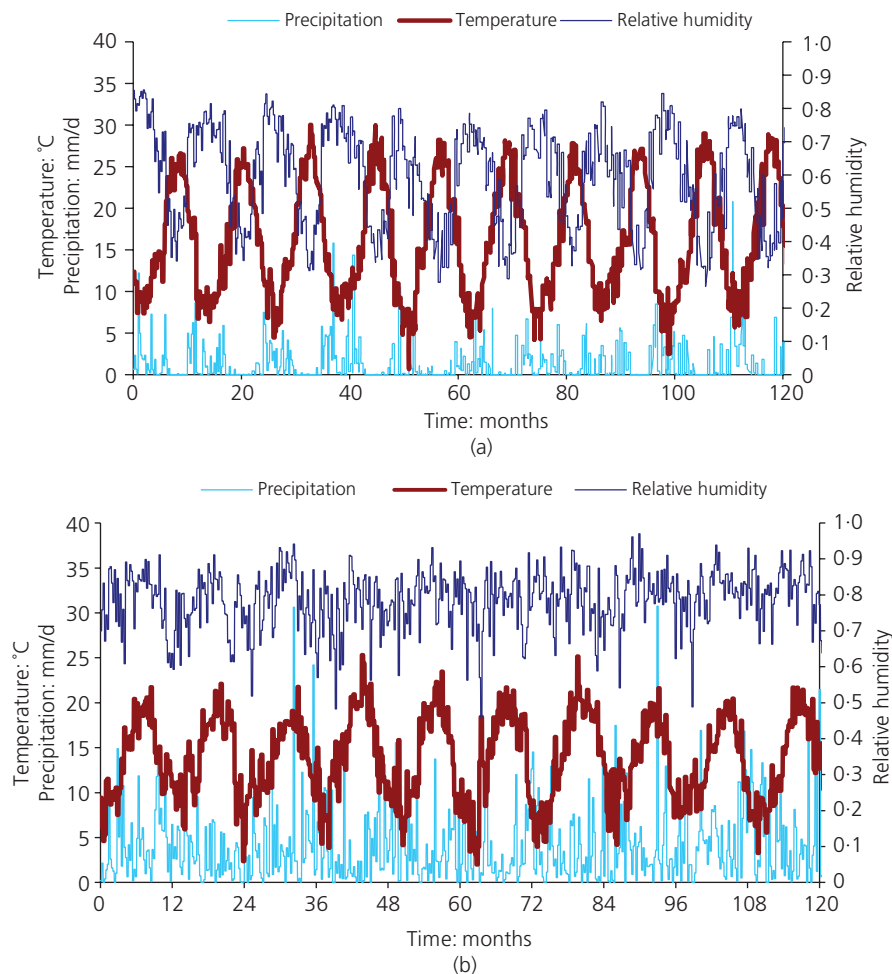 Precipitation Temperature Relative humidity
40
35
30
25
20
15
10
5
0
Temperature: ˚C
Precipitation: mm/d
1·0
0·9
0·8
0·7
0·6
0·5
0·4
0·3
0·2
0·1
0
Relative humidity
0 20 40 60 80 100 120
Time: months
(a)
Precipitation Temperature Relative humidity
40
35
30
25
20
15
10
5
0
Temperature: ˚C
Precipitation: mm/d
1·0
0·9
0·8
0·7
0·6
0·5
0·4
0·3
0·2
0·1
0
Relative humidity
0 12 24 36 48 60 72 84 96 108 120
Time: months
(b)